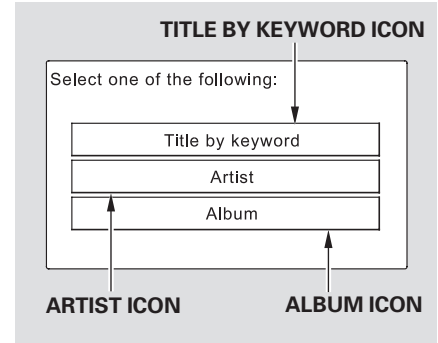 TITLE BY KEYWORD ICON
Select one of the following:
Title by keyword
Artist
Album
ARTIST ICON
ALBUM ICON